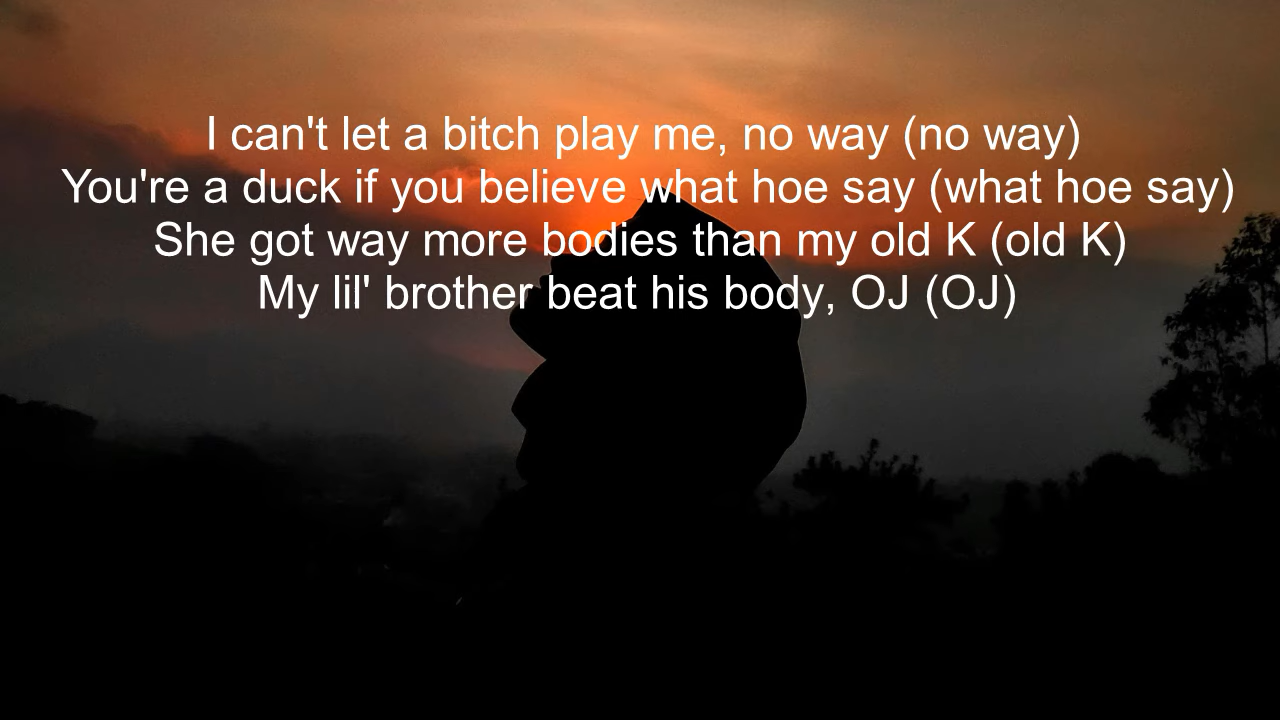 I can't let a bitch play me, no way (no way)
You're a duck if you believe what hoe say (what hoe say)
She got way more bodies than my old K (old K)
My lil' brother beat his body, OJ (OJ)